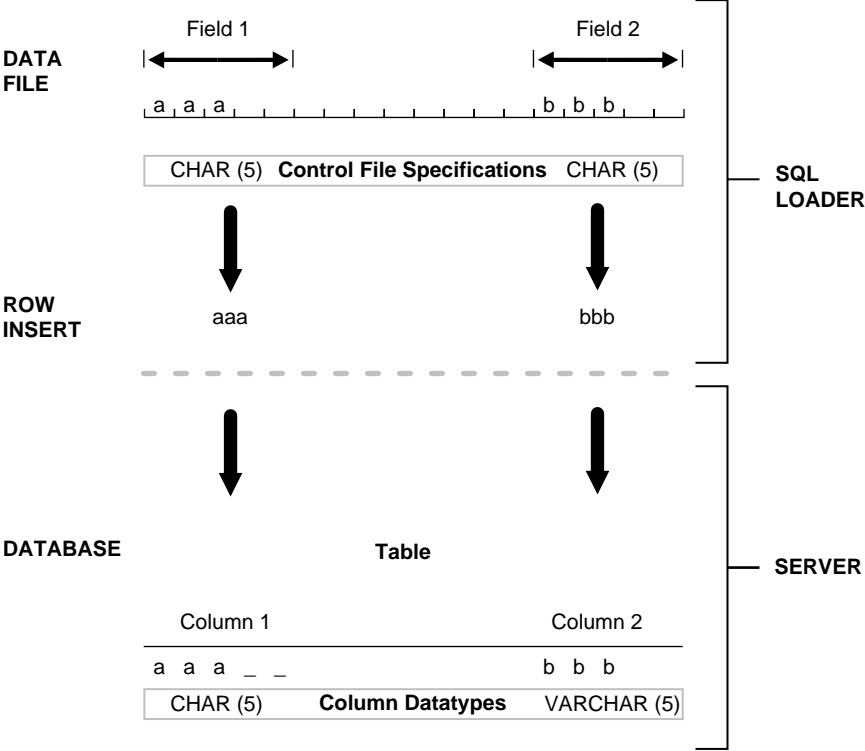 Field 1 Field 2
DATA
FILE
a a a b b b
CHAR (5) Control File Specifications CHAR (5)
SQL
LOADER
ROW
INSERT
aaa bbb
DATABASE Table
SERVER
Column 1 Column 2
a a a _ _ b b b
CHAR (5) Column Datatypes VARCHAR (5)